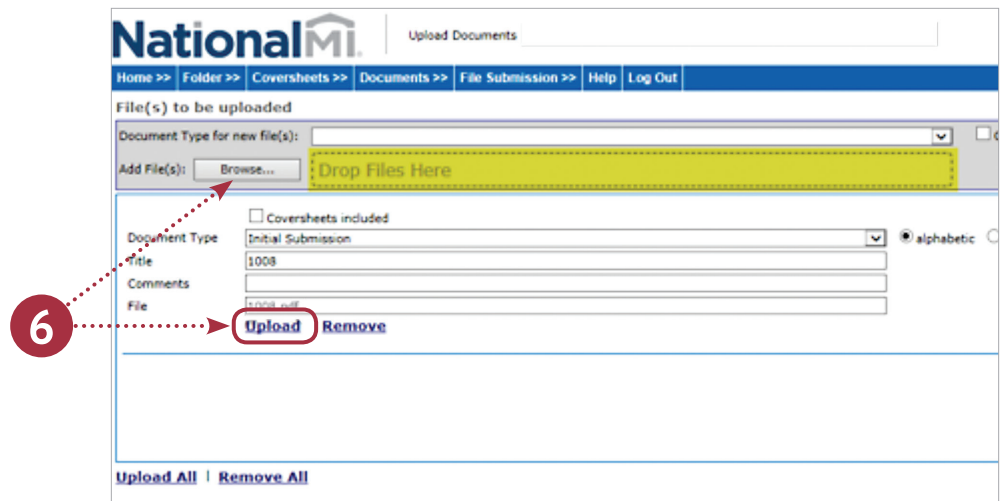 NationalMI. Upload Documents
Home >> Folder >> Coversheets >> Documents >> File Submission >> Help Log Out
File(s) to be uploaded
Document Type for new file(s):
Add File(s): Browse... Drop Files Here
Coversheets included
Document Type Initial Submission alphabetic
Title 1008
Comments
File 1008.pdf
6
Upload Remove
Upload All | Remove All